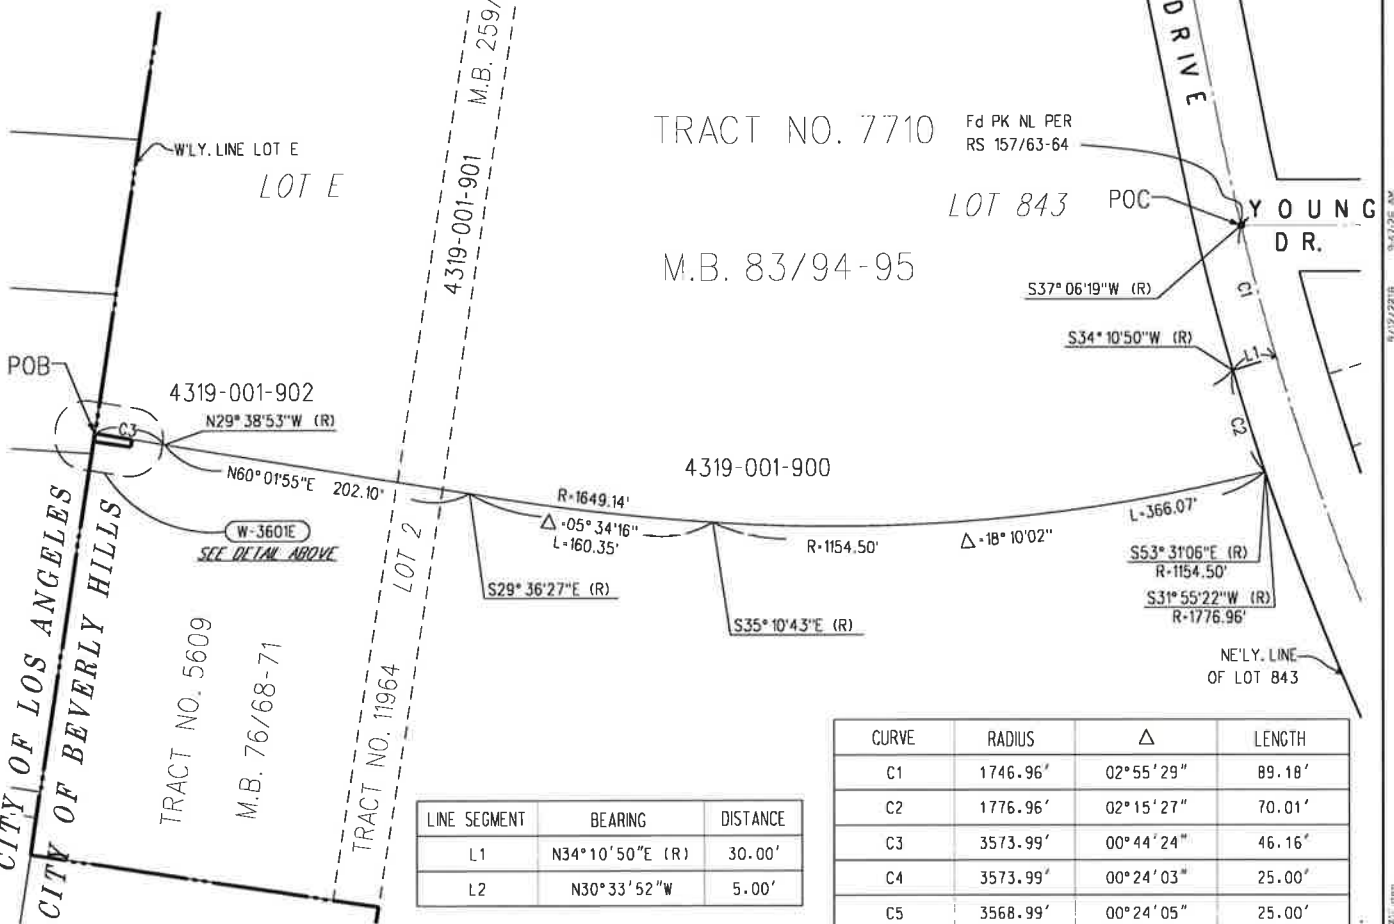 DRIVE
M.B. 259/
4319-001-901
TRACT NO. 7710
Fd PK NL PER
RS 157/63-64
W'LY. LINE LOT E
LOT E
LOT 843
POC
YOUNG
DR.
M.B. 83/94-95
S37°06'19"W (R)
C1
S34°10'50"W (R)
L1
POB
4319-001-902
C3
N29°38'53"W (R)
C2
N60°01'55"E 202.10'
4319-001-900
R=1649.14'
Δ=05°34'16"
L=160.35'
R=1154.50'
Δ=18°10'02"
L=366.07'
W-3601E
SEE DETAIL ABOVE
LOT 2
S53°31'06"E (R)
R=1154.50'
S29°36'27"E (R)
S31°55'22"W (R)
R=1776.96'
S35°10'43"E (R)
NE'LY. LINE
OF LOT 843
CITY OF LOS ANGELES
CITY OF BEVERLY HILLS
TRACT NO. 5609
M.B. 76/68-71
TRACT NO. 11964
LINE SEGMENT BEARING DISTANCE
L1 N34°10'50"E (R) 30.00'
L2 N30°33'52"W 5.00'
CURVE RADIUS Δ LENGTH
C1 1746.96' 02°55'29" 89.18'
C2 1776.96' 02°15'27" 70.01'
C3 3573.99' 00°44'24" 46.16'
C4 3573.99' 00°24'03" 25.00'
C5 3568.99' 00°24'05" 25.00'